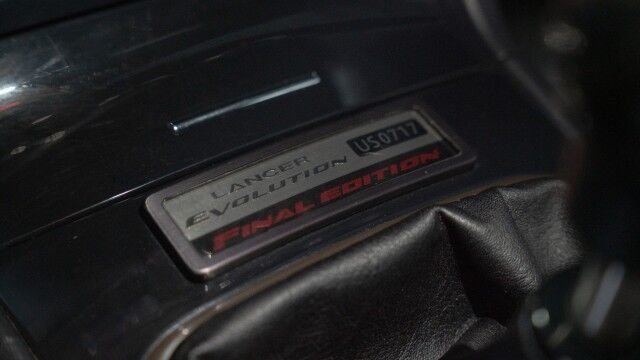 LANCER
EVOLUTION US0717
FINAL EDITION